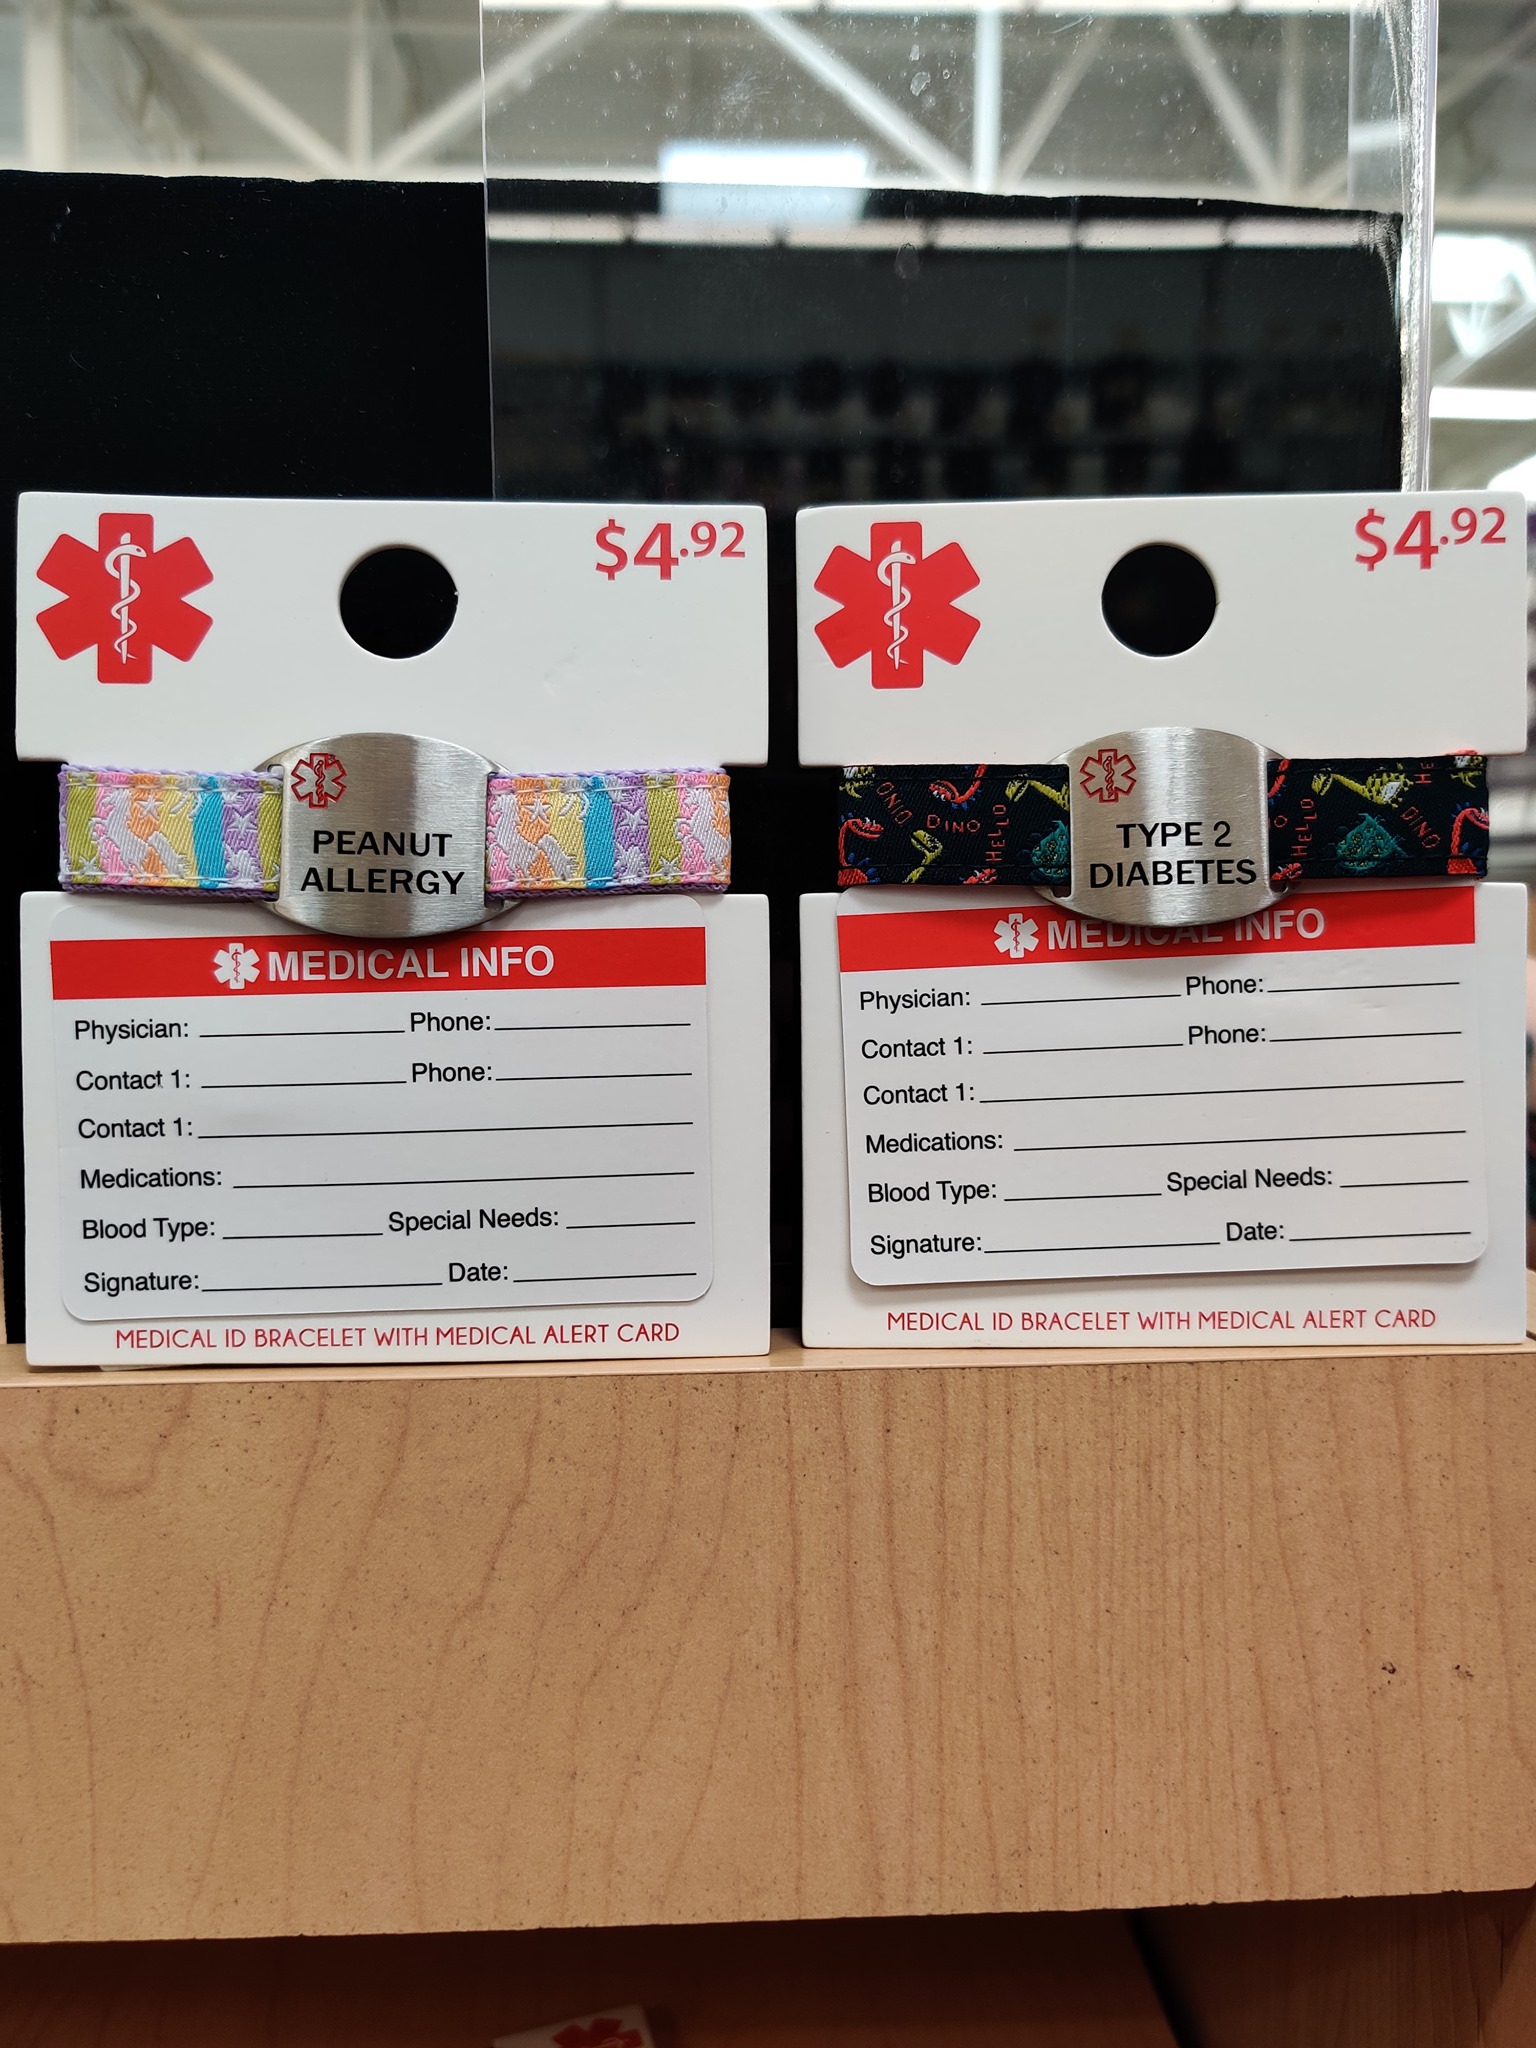 $4.92
PEANUT
ALLERGY
MEDICAL INFO
Physician: Phone:
Contact 1: Phone:
Contact 1:
Medications:
Blood Type: Special Needs:
Signature: Date:
MEDICAL ID BRACELET WITH MEDICAL ALERT CARD
$4.92
DINO
DINO
HELLO
TYPE 2
DIABETES
HELLO
DINO
HE
MEDICAL INFO
Physician: Phone:
Contact 1: Phone:
Contact 1:
Medications:
Blood Type: Special Needs:
Signature: Date:
MEDICAL ID BRACELET WITH MEDICAL ALERT CARD